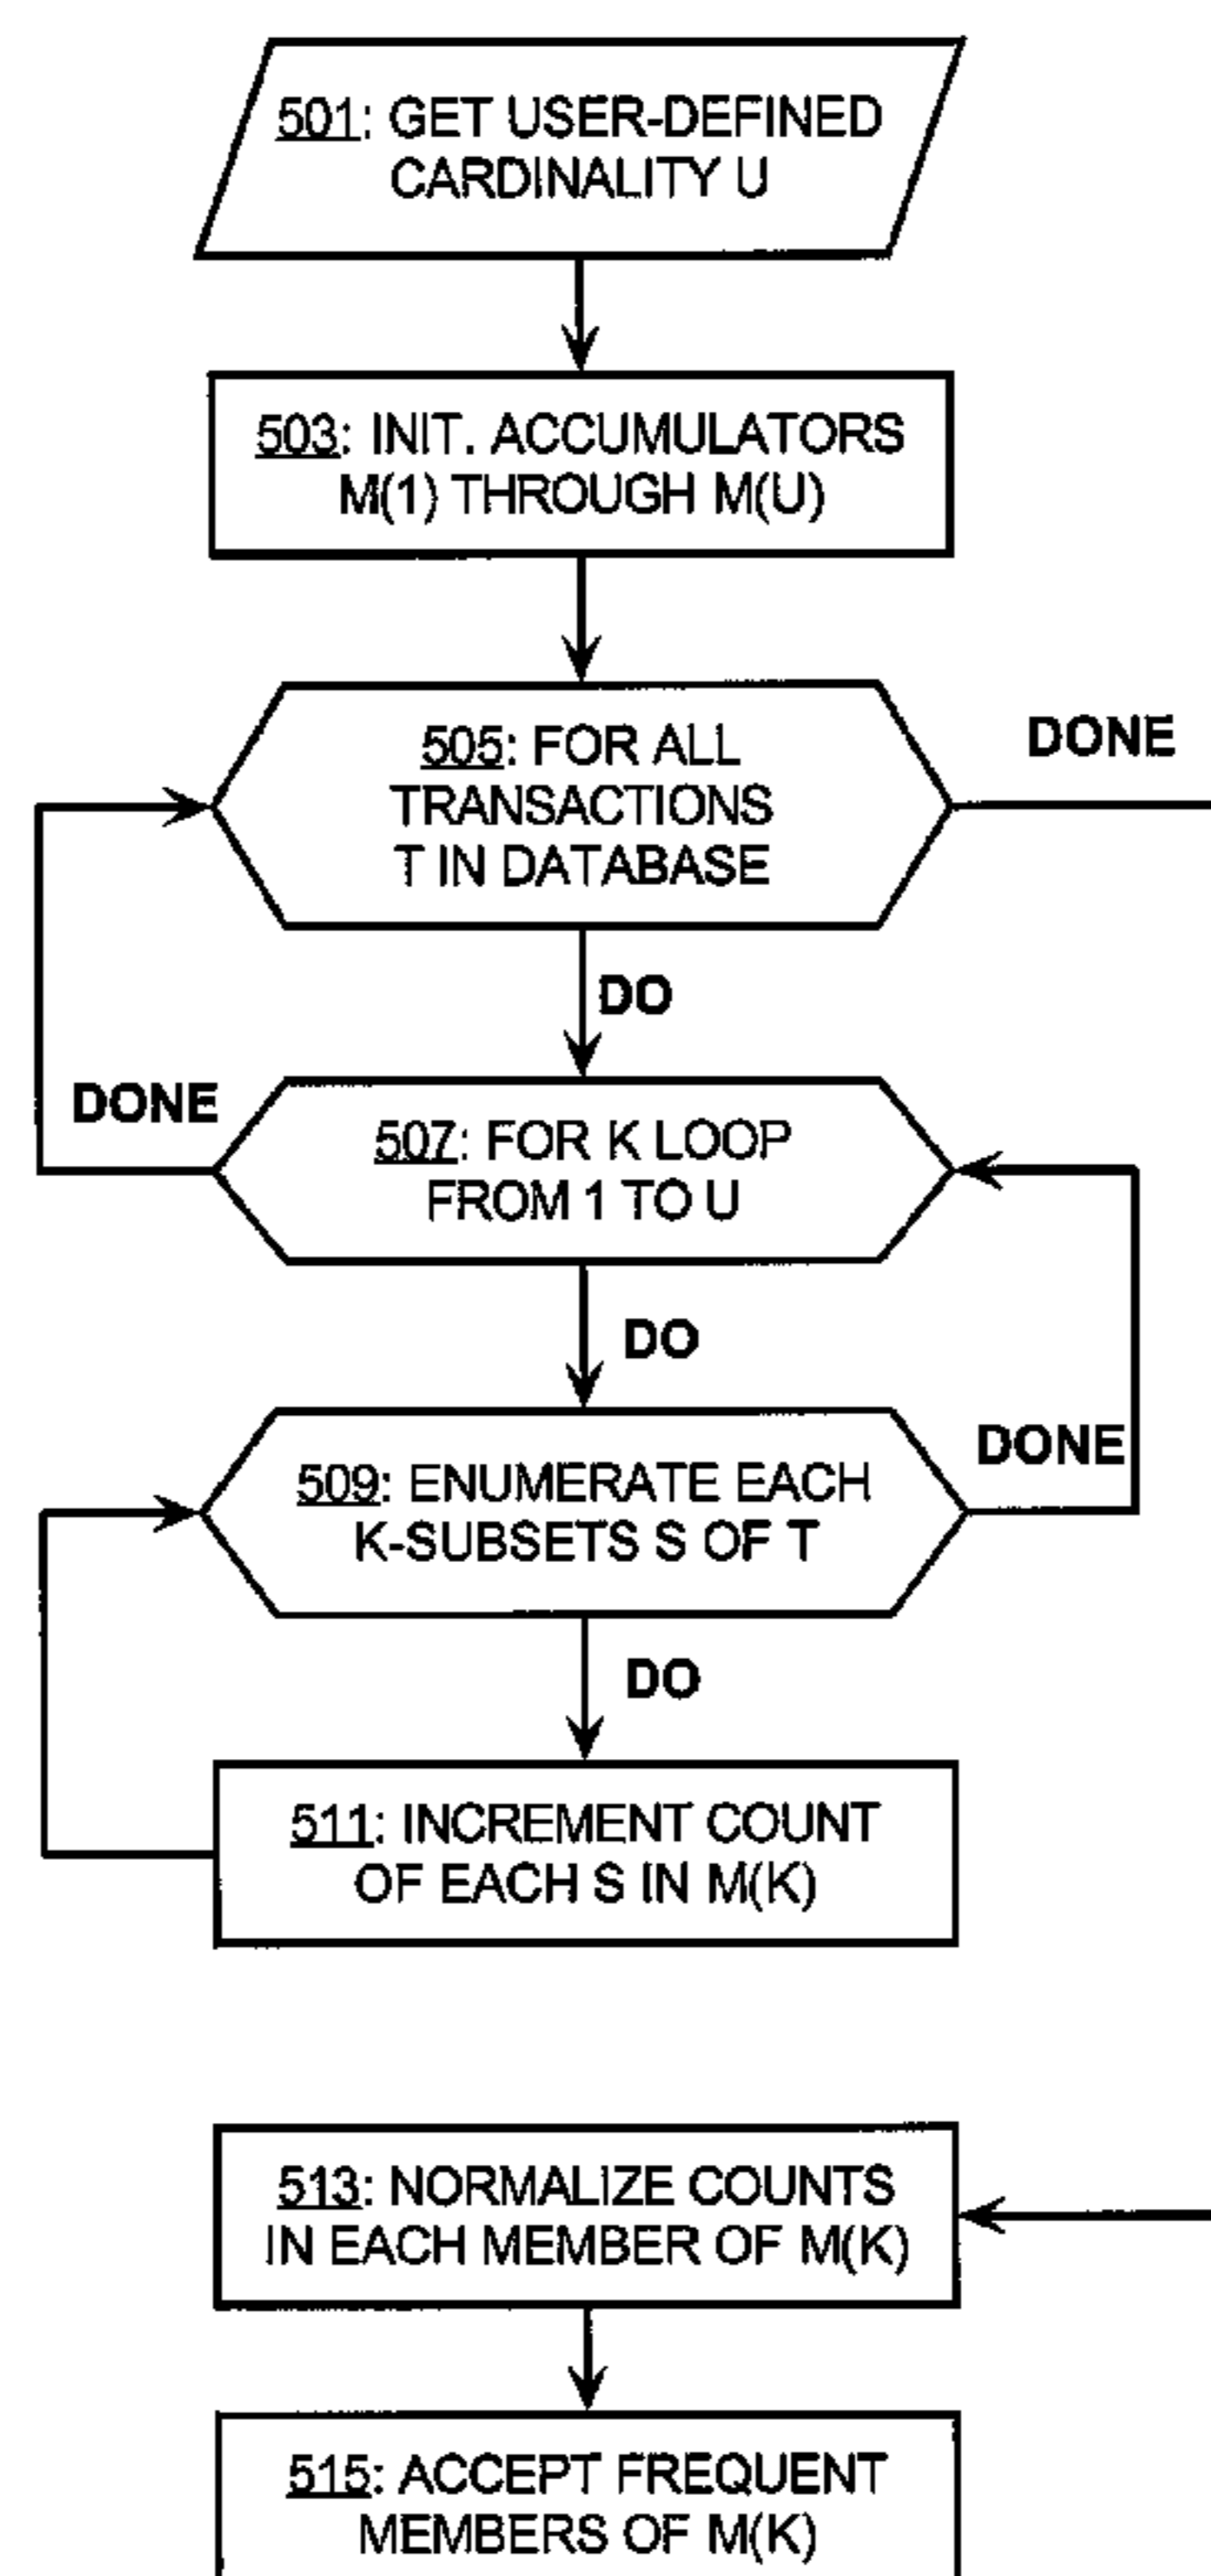 501: GET USER-DEFINED
CARDINALITY U
503: INIT. ACCUMULATORS
M(1) THROUGH M(U)
505: FOR ALL
TRANSACTIONS
T IN DATABASE
DONE
DO
DONE
507: FOR K LOOP
FROM 1 TO U
DO
509: ENUMERATE EACH
K-SUBSETS S OF T
DONE
DO
511: INCREMENT COUNT
OF EACH S IN M(K)
513: NORMALIZE COUNTS
IN EACH MEMBER OF M(K)
515: ACCEPT FREQUENT
MEMBERS OF M(K)